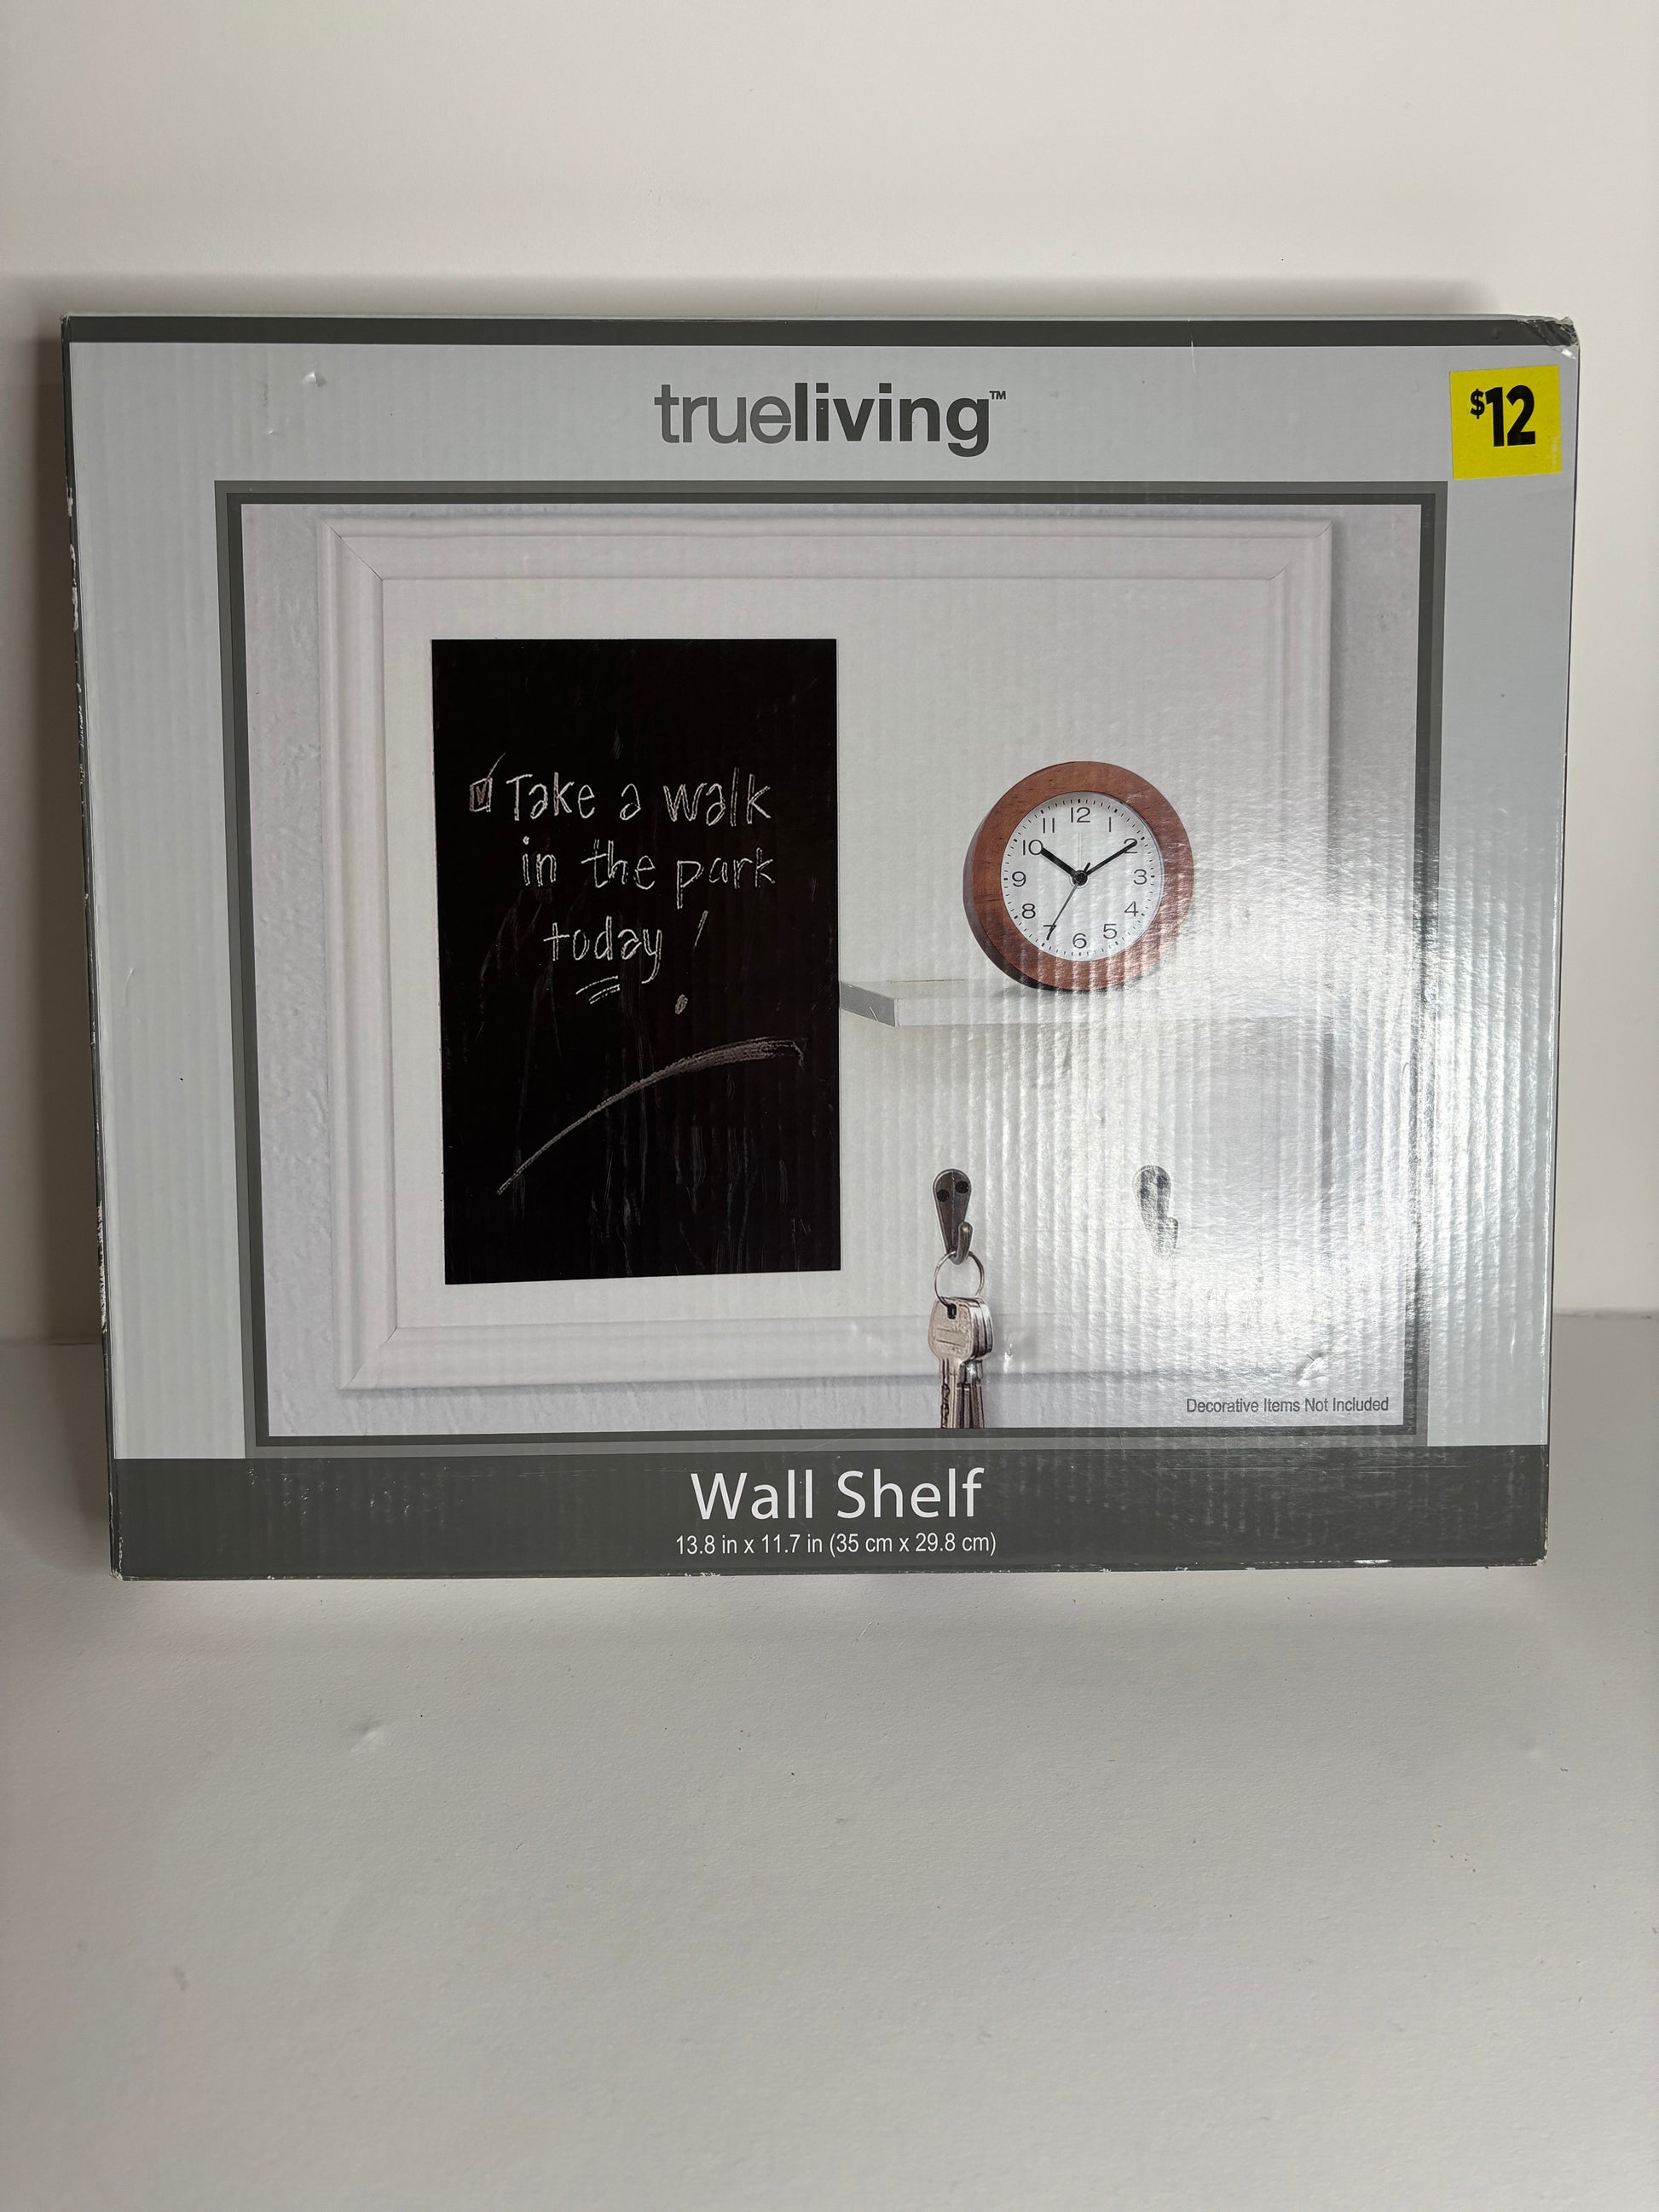 trueliving™
$12
Take a walk
in the park
today!
12
11 1
10 2
9 3
8 4
7 5
6
Decorative Items Not Included
Wall Shelf
13.8 in x 11.7 in (35 cm x 29.8 cm)